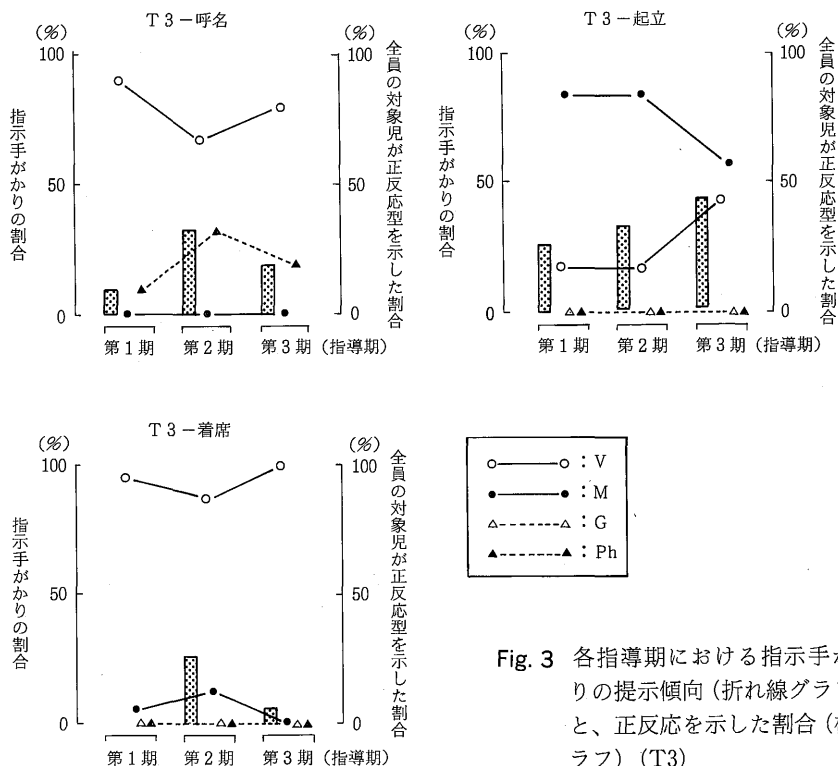 T3－呼名
(%)
(%)
100
50
0
指示手がかりの割合
100
50
0
全員の対象児が正反応型を示した割合
第1期 第2期 第3期 (指導期)
T3－起立
(%)
(%)
100
50
0
指示手がかりの割合
100
50
0
全員の対象児が正反応型を示した割合
第1期 第2期 第3期 (指導期)
T3－着席
(%)
(%)
100
50
0
指示手がかりの割合
100
50
0
全員の対象児が正反応型を示した割合
第1期 第2期 第3期 (指導期)
：V
：M
：G
：Ph
Fig. 3 各指導期における指示手が
りの提示傾向（折れ線グラ
と、正反応を示した割合（
ラフ）(T3)